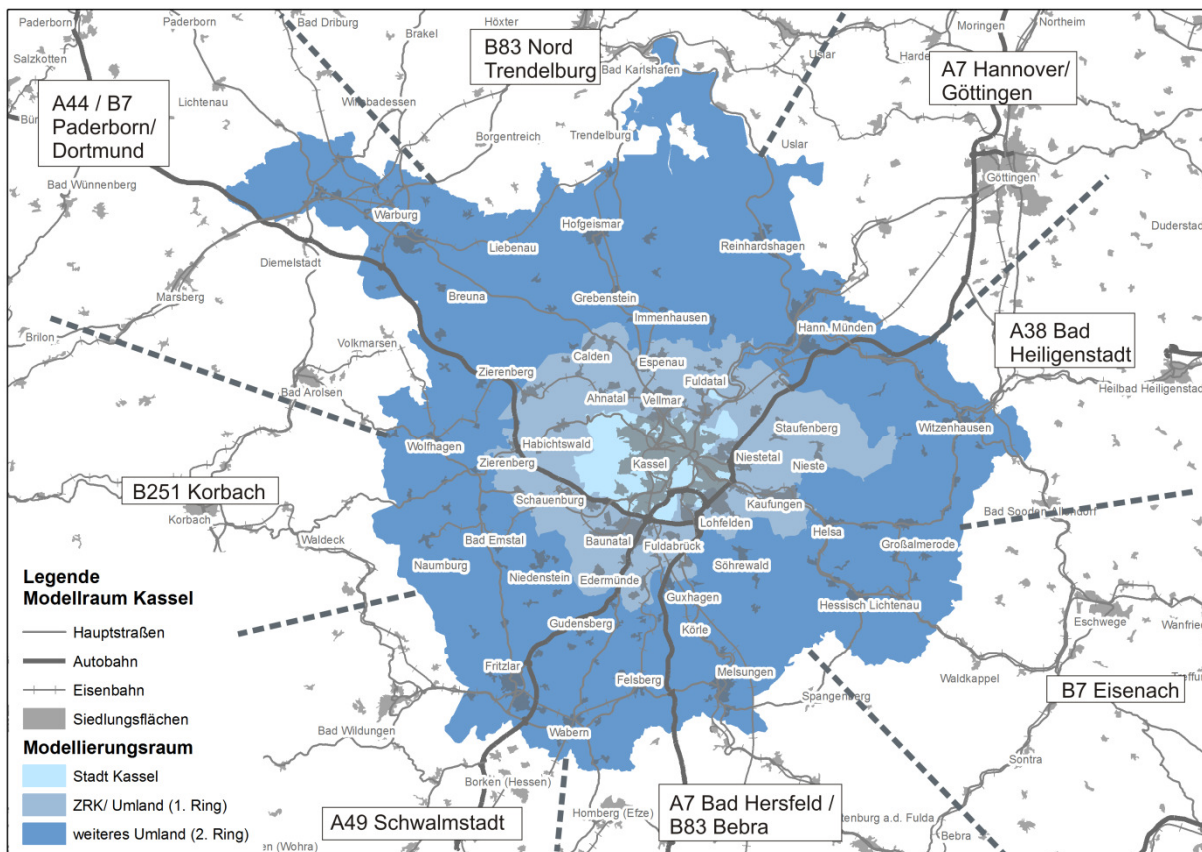 Paderborn
Paderborn
Bad Driburg
Höxter
Moringen
Northeim
Salzkotten
Brakel
B83 Nord
Trendelburg
Uslar
Bad Karlshafen
A7 Hannover/
Göttingen
A44 / B7
Paderborn/
Dortmund
Lichtenau
Borgentreich
Trendelburg
Uslar
Bad Wünnenberg
Göttingen
Warburg
Hofgeismar
Duderstadt
Liebenau
Reinhardshagen
Diemelstadt
Marsberg
Breuna
Grebenstein
Immenhausen
Hann. Münden
A38 Bad
Heiligenstadt
Brilon
Volkmarsen
Calden
Espenau
Zierenberg
Fuldatal
Bad Arolsen
Ahnatal
Vellmar
Heilbad Heiligenstadt
Staufenberg
Witzenhausen
Wolfhagen
Habichtswald
Zierenberg
Kassel
Niestetal
Nieste
B251 Korbach
Schauenburg
Kaufungen
Korbach
Lohfelden
Bad Sooden-Allendorf
Waldeck
Bad Emstal
Baunatal
Fuldabrück
Helsa
Großalmerode
Naumburg
Niedenstein
Edermünde
Söhrewald
Legende
Modellraum Kassel
Guxhagen
Hessisch Lichtenau
Hauptstraßen
Gudensberg
Körle
Eschwege
Autobahn
Fritzlar
Felsberg
Melsungen
Waldkappel
Eisenbahn
Spangenberg
B7 Eisenach
Siedlungsflächen
Bad Wildungen
Wabern
Modellierungsraum
Sontra
Stadt Kassel
Borken (Hessen)
ZRK/ Umland (1. Ring)
A49 Schwalmstadt
Homberg (Efze)
A7 Bad Hersfeld /
B83 Bebra
weiteres Umland (2. Ring)
Bebra